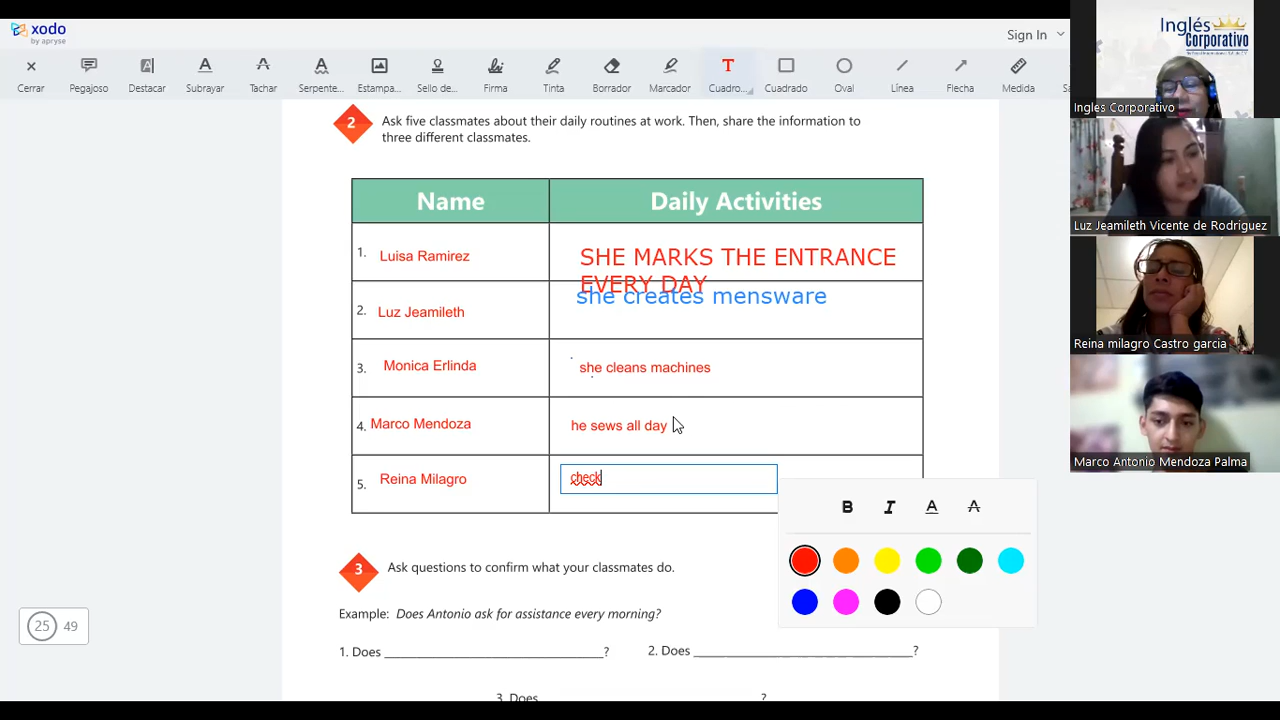 xodo
by apryse
Sign In
Cerrar
Pegajoso
Destacar
Subrayar
Tachar
Serpente...
Estampa...
Sello de...
Firma
Tinta
Borrador
Marcador
Cuadro...
Cuadrado
Oval
Línea
Flecha
Medida
2
Ask five classmates about their daily routines at work. Then, share the information to
three different classmates.
Name
Daily Activities
1.
Luisa Ramirez
SHE MARKS THE ENTRANCE
EVERY DAY
2.
Luz Jeamileth
she creates mensware
3.
Monica Erlinda
she cleans machines
4.
Marco Mendoza
he sews all day
5.
Reina Milagro
check
B I A A
3
Ask questions to confirm what your classmates do.
Example: Does Antonio ask for assistance every morning?
1. Does ______________________________?
2. Does ______________________________?
3. Does ______________________________?
25 49
Inglés
Corporativo
Ingles Corporativo
Luz Jeamileth Vicente de Rodriguez
Reina milagro Castro garcia
Marco Antonio Mendoza Palma